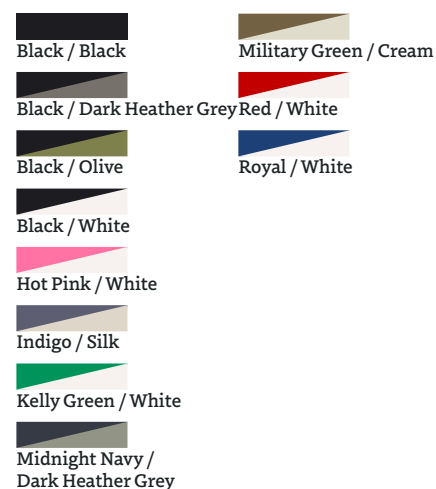 Black / Black
Black / Dark Heather Grey
Black / Olive
Black / White
Hot Pink / White
Indigo / Silk
Kelly Green / White
Midnight Navy /
Dark Heather Grey
Military Green / Cream
Red / White
Royal / White